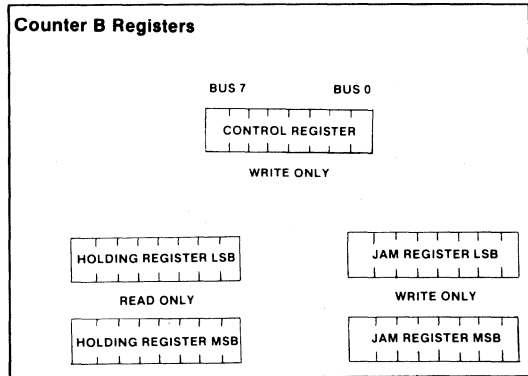 Counter B Registers
BUS 7 BUS 0
CONTROL REGISTER
WRITE ONLY
HOLDING REGISTER LSB JAM REGISTER LSB
READ ONLY WRITE ONLY
HOLDING REGISTER MSB JAM REGISTER MSB